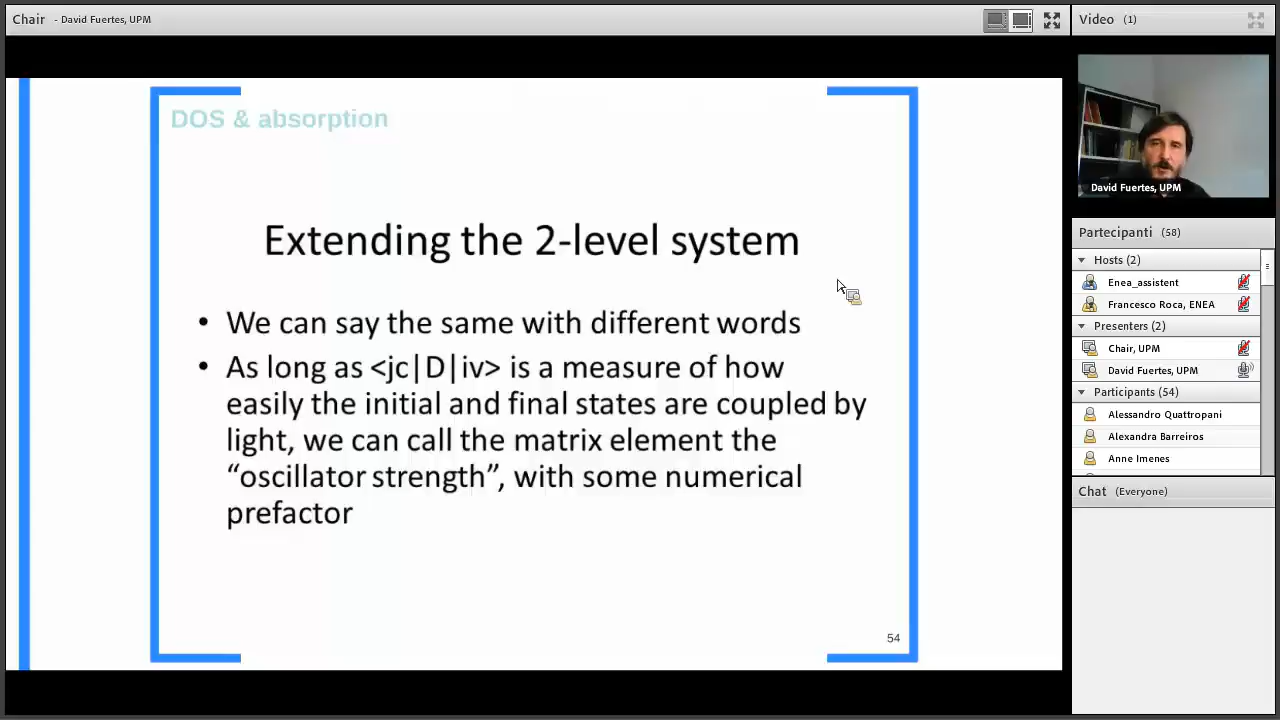 Chair - David Fuertes, UPM
DOS & absorption
Extending the 2-level system
• We can say the same with different words
• As long as <jc|D|iv> is a measure of how
easily the initial and final states are coupled by
light, we can call the matrix element the
“oscillator strength”, with some numerical
prefactor
54
Video (1)
David Fuertes, UPM
Partecipanti (58)
Hosts (2)
Enea_assistent
Francesco Roca, ENEA
Presenters (2)
Chair, UPM
David Fuertes, UPM
Participants (54)
Alessandro Quattropani
Alexandra Barreiros
Anne Imenes
Chat (Everyone)